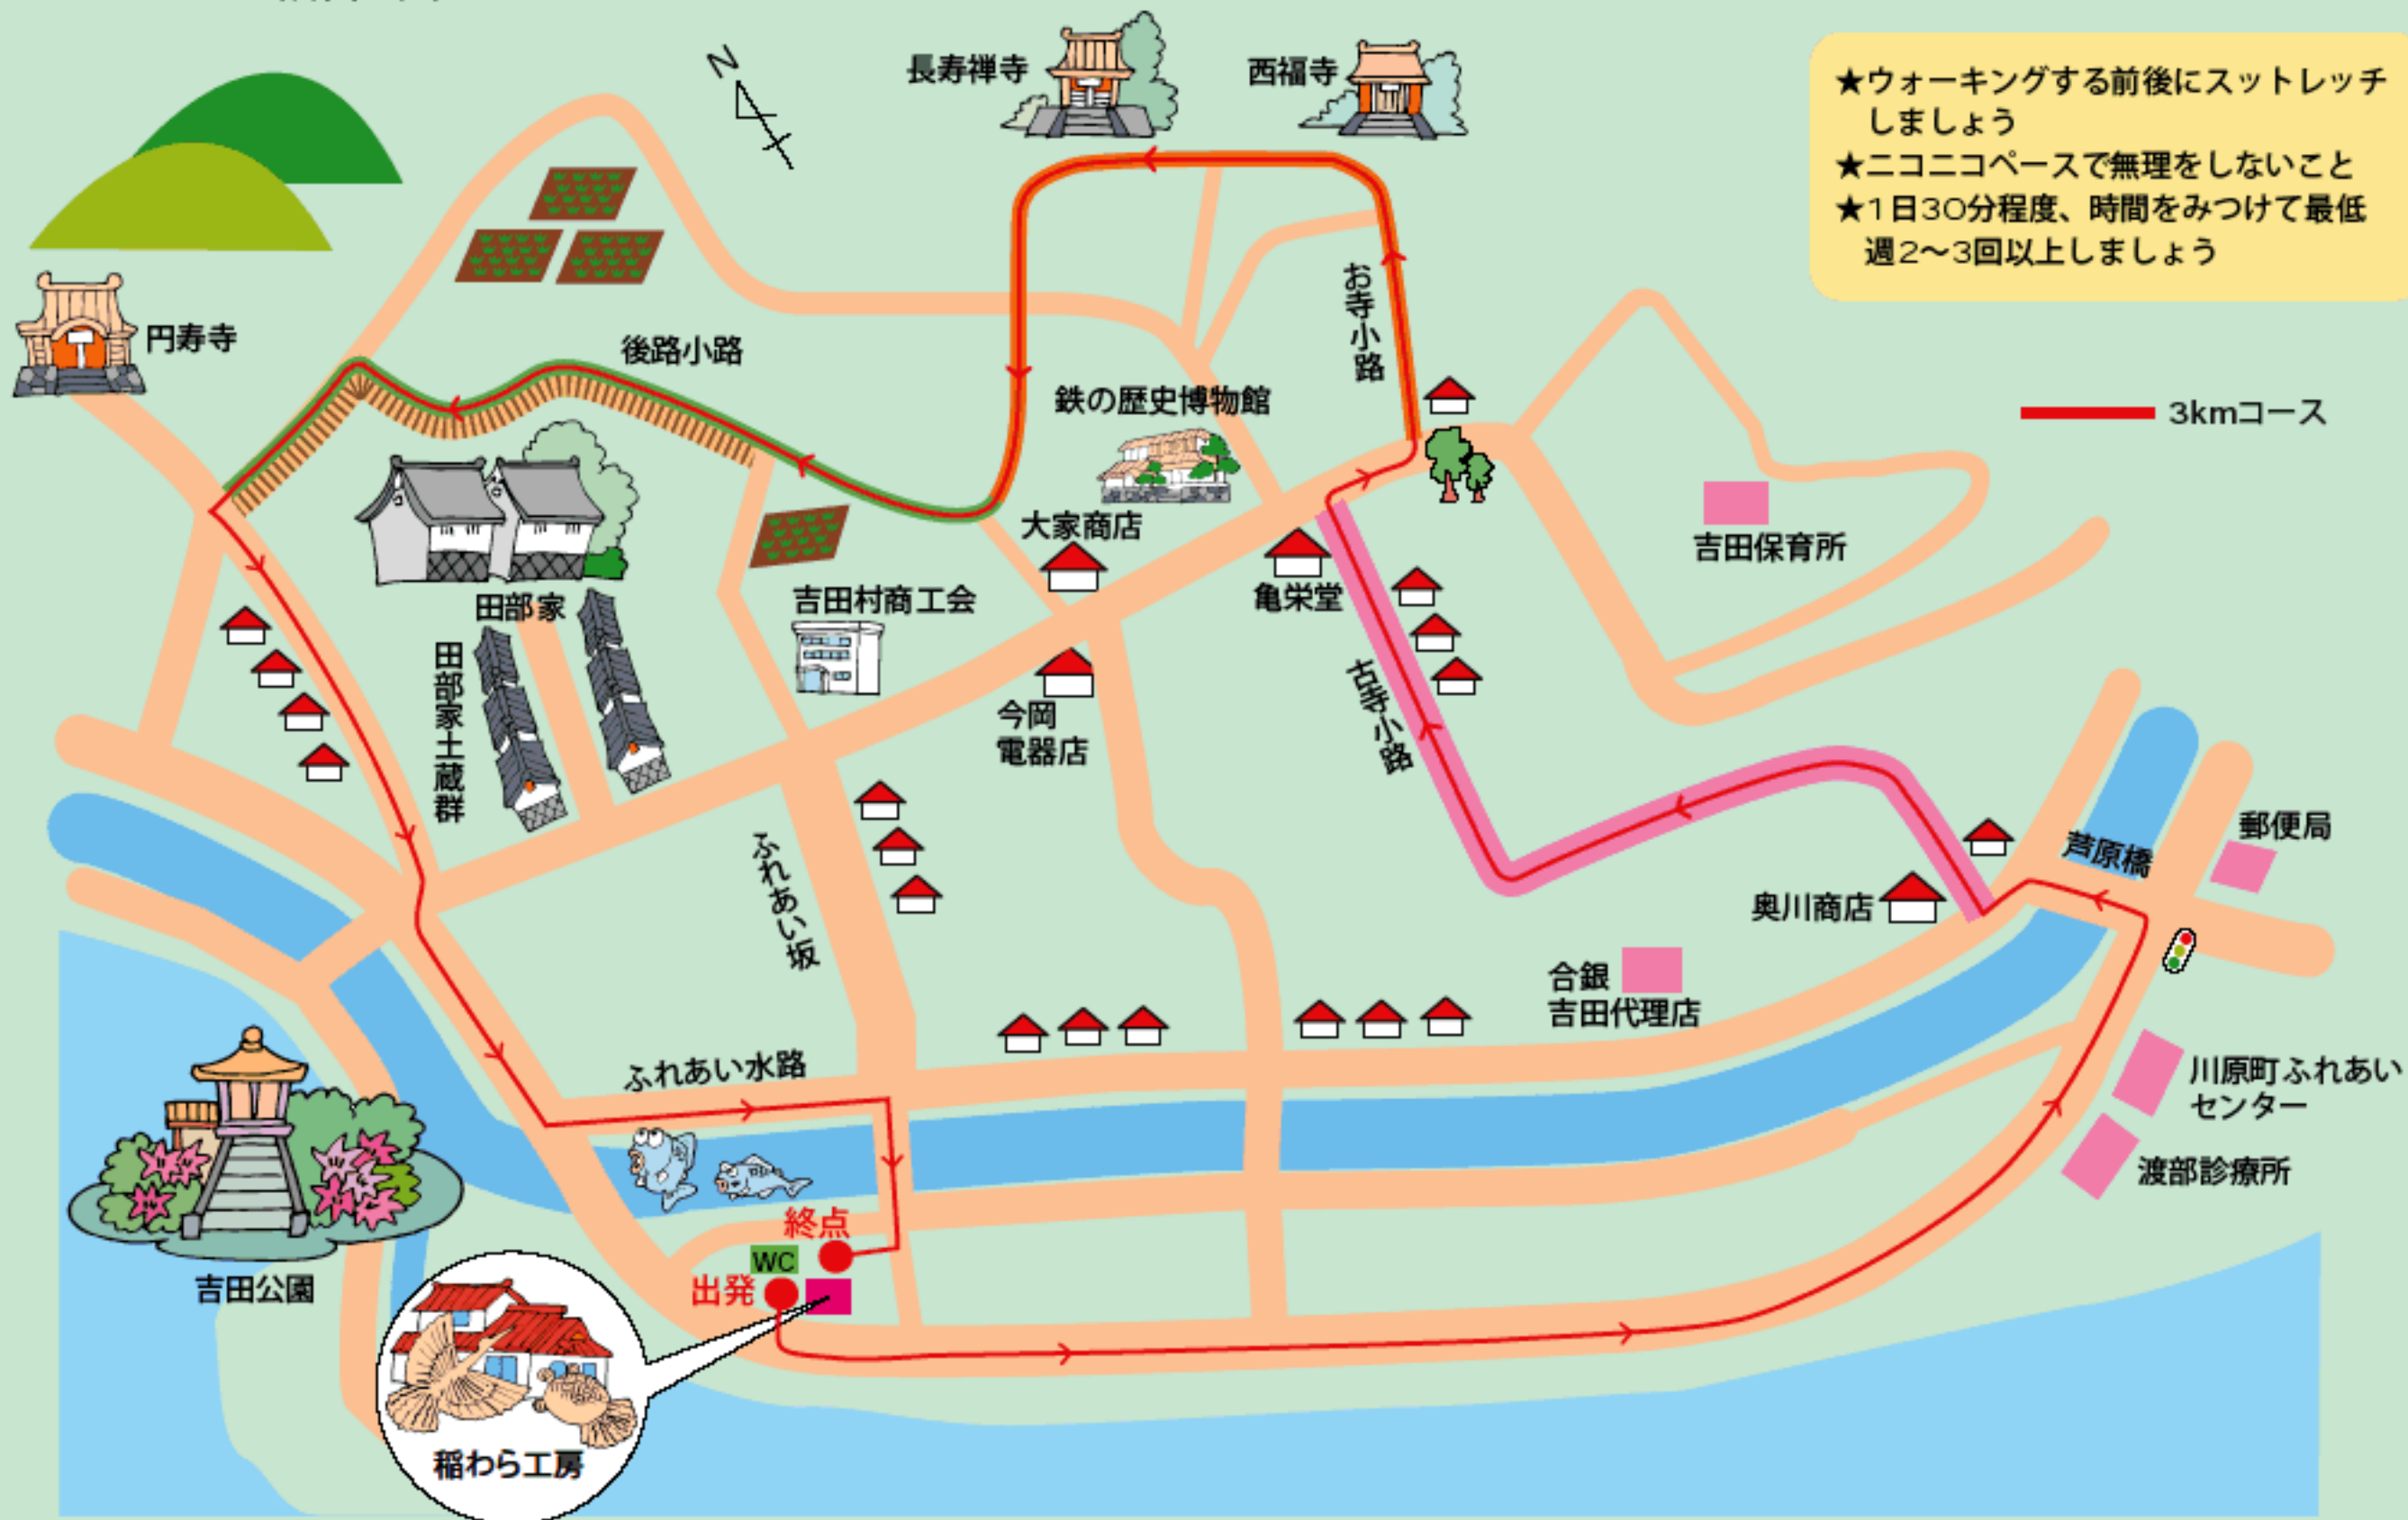 N
長寿禅寺
西福寺
★ウォーキングする前後にスットレッチ
しましょう
★ニコニコペースで無理をしないこと
★1日30分程度、時間をみつけて最低
週2～3回以上しましょう
円寿寺
後路小路
お寺小路
鉄の歴史博物館
3kmコース
大家商店
吉田保育所
田部家
吉田村商工会
亀栄堂
田部家土蔵群
古寺小路
今岡
電器店
ふれあい坂
芦原橋
郵便局
奥川商店
合銀
吉田代理店
ふれあい水路
川原町ふれあい
センター
渡部診療所
終点
WC
出発
吉田公園
稲わら工房